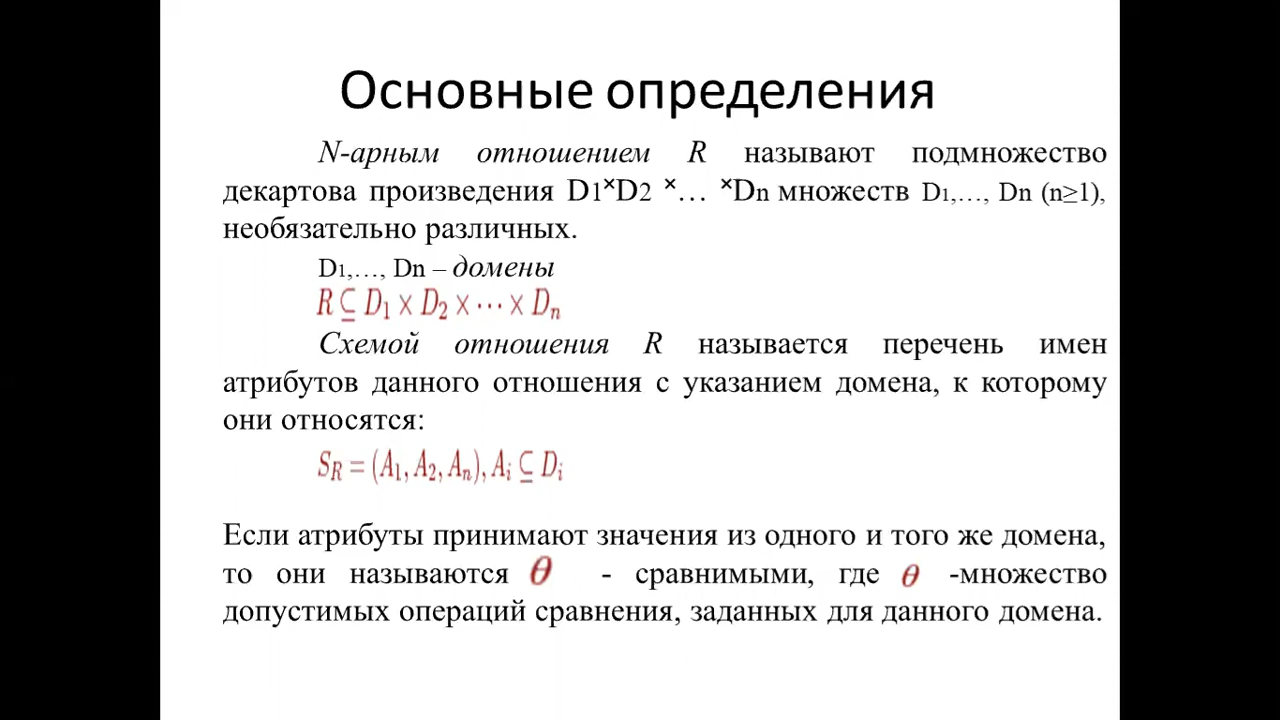 Основные определения
N-арным отношением R называют подмножество
декартова произведения D1×D2 ×… ×Dn множеств D1,…, Dn (n≥1),
необязательно различных.
D1,…, Dn – домены
R ⊆ D₁ × D₂ × ⋯ × Dₙ
Схемой отношения R называется перечень имен
атрибутов данного отношения с указанием домена, к которому
они относятся:
S_R = (A₁, A₂, Aₙ), Aᵢ ⊆ Dᵢ
Если атрибуты принимают значения из одного и того же домена,
то они называются θ - сравнимыми, где θ -множество
допустимых операций сравнения, заданных для данного домена.